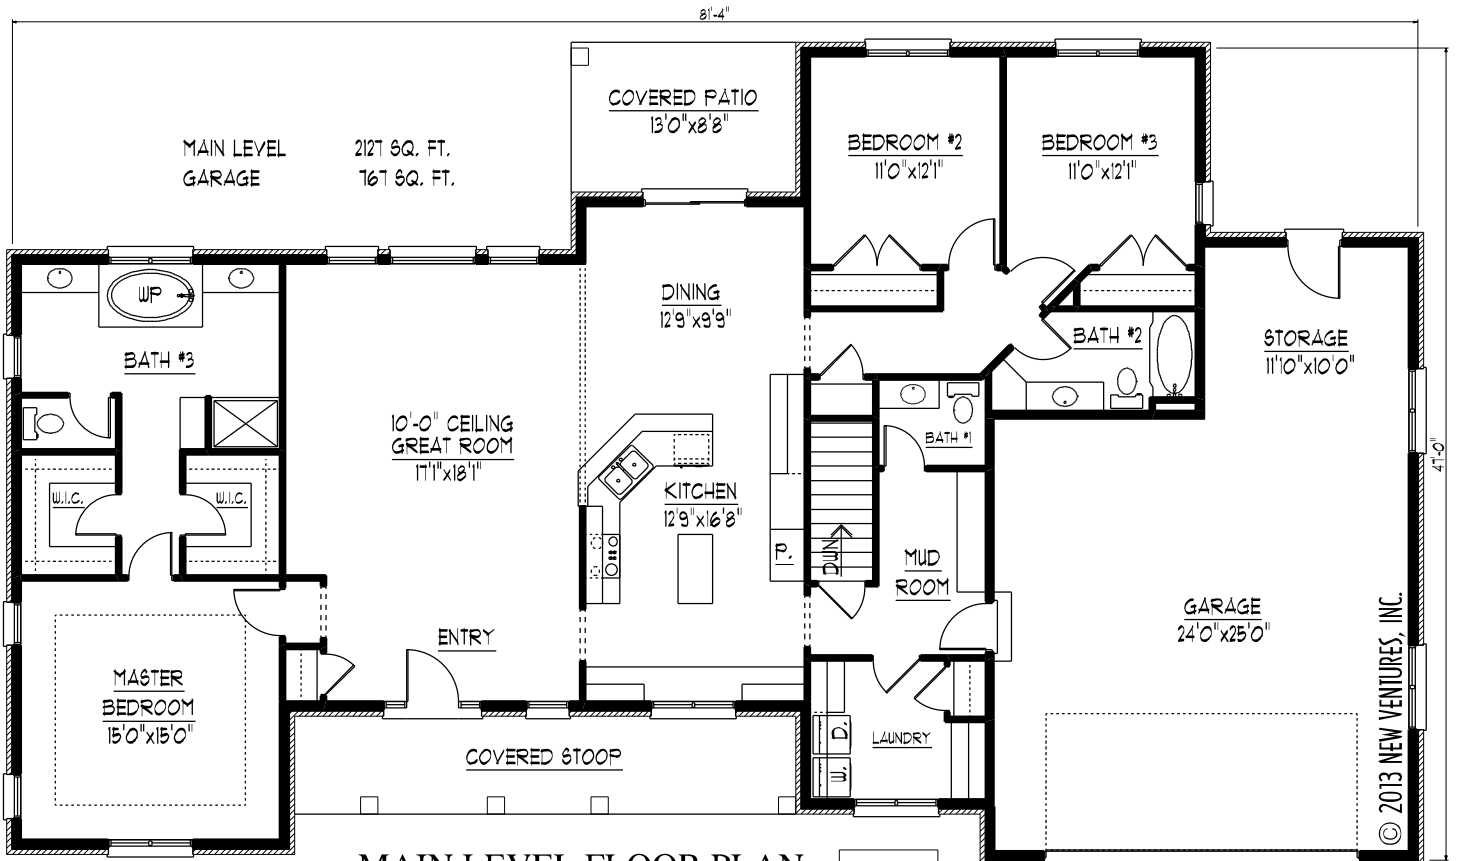 81'-4"
COVERED PATIO
13'0"x8'8"
MAIN LEVEL 2127 SQ. FT.
GARAGE 767 SQ. FT.
BEDROOM #2
11'0"x12'1"
BEDROOM #3
11'0"x12'1"
WP
BATH #3
DINING
12'9"x9'9"
BATH #2
STORAGE
11'10"x10'0"
10'-0" CEILING
GREAT ROOM
17'1"x18'1"
BATH #1
47'-0"
W.I.C.
W.I.C.
KITCHEN
12'9"x16'8"
P.
DWN
MUD
ROOM
GARAGE
24'0"x25'0"
ENTRY
MASTER
BEDROOM
15'0"x15'0"
COVERED STOOP
D.
W.
LAUNDRY
© 2013 NEW VENTURES, INC.
MAIN LEVEL FLOOR PLAN